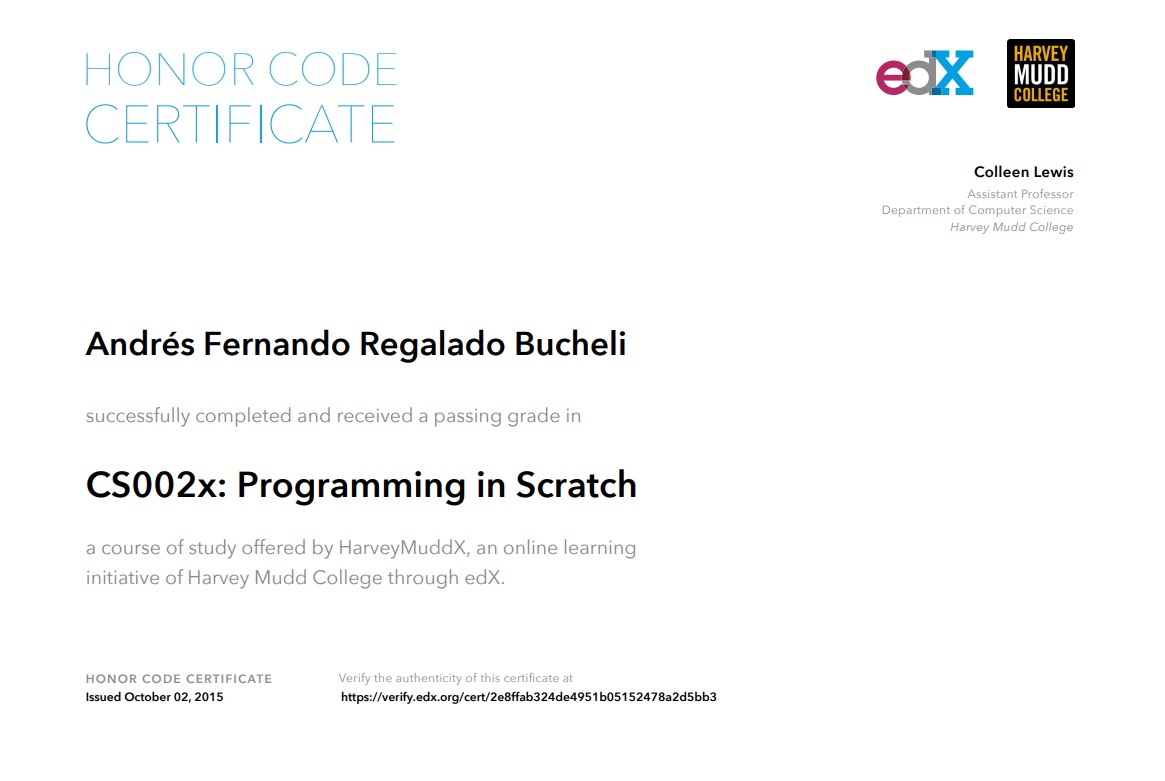 HONOR CODE
CERTIFICATE
edX
HARVEY
MUDD
COLLEGE
Colleen Lewis
Assistant Professor
Department of Computer Science
Harvey Mudd College
Andrés Fernando Regalado Bucheli
successfully completed and received a passing grade in
CS002x: Programming in Scratch
a course of study offered by HarveyMuddX, an online learning
initiative of Harvey Mudd College through edX.
HONOR CODE CERTIFICATE
Issued October 02, 2015
Verify the authenticity of this certificate at
https://verify.edx.org/cert/2e8ffab324de4951b05152478a2d5bb3